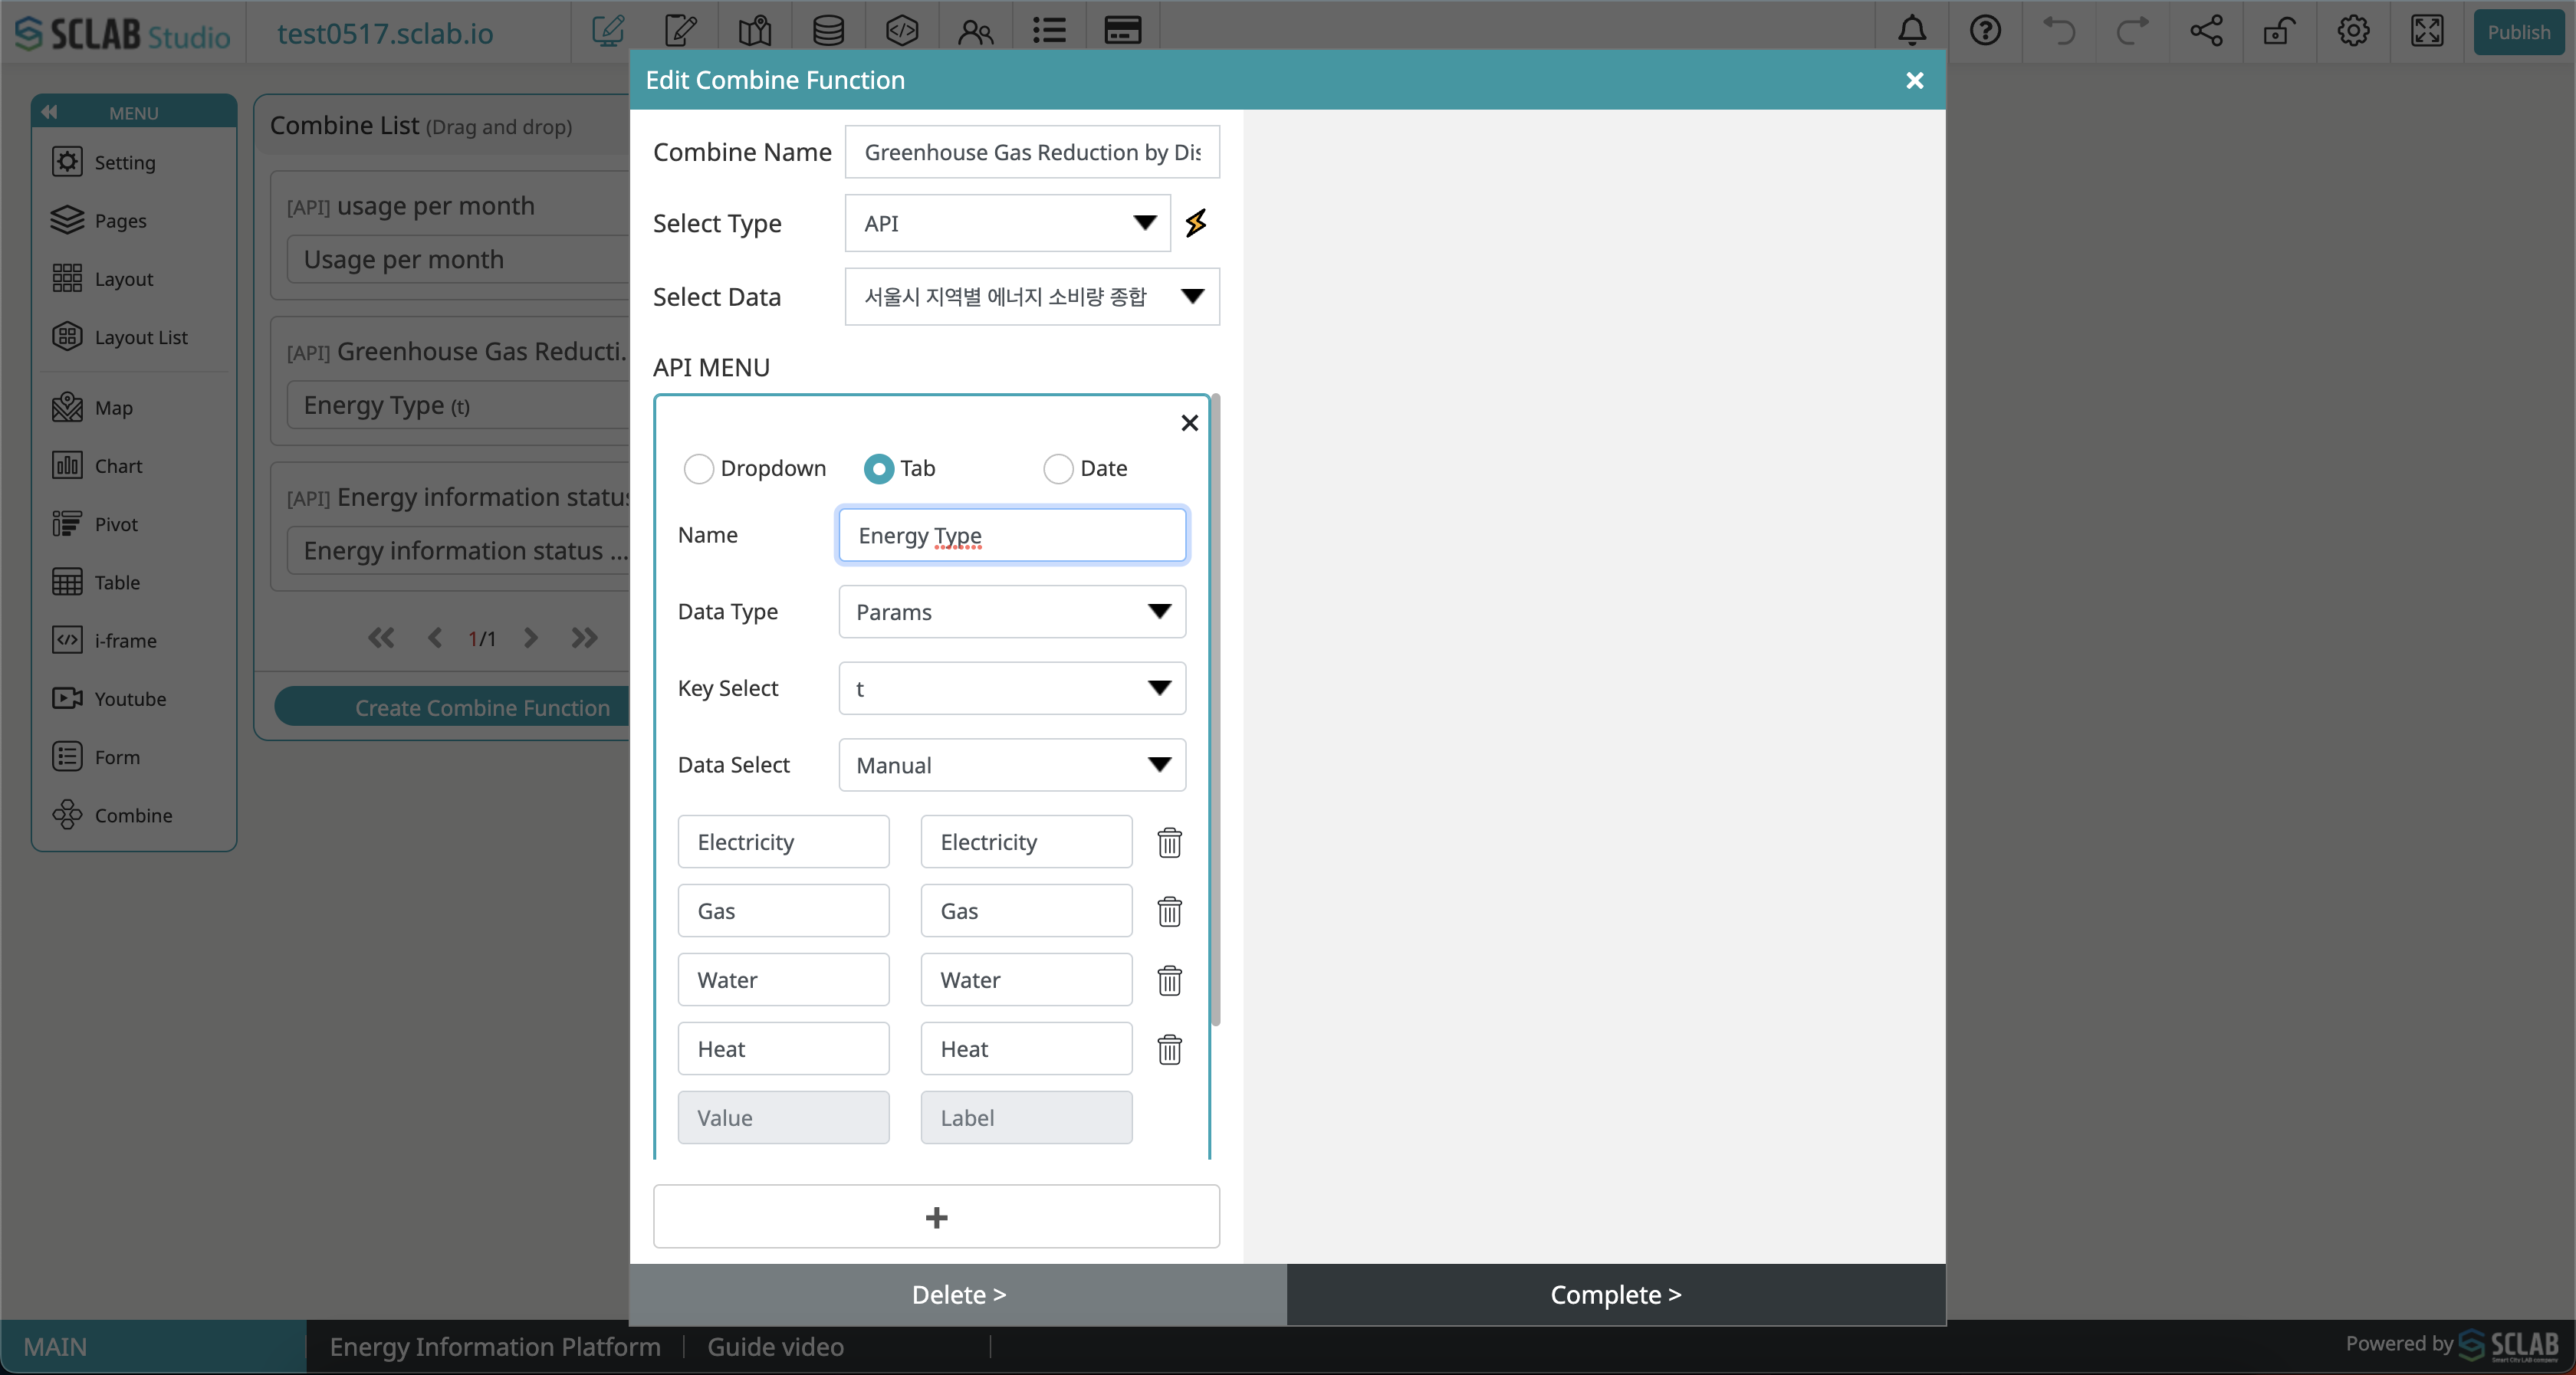 SCLAB Studio
test0517.sclab.io
Publish
MENU
Setting
Pages
Layout
Layout List
Map
Chart
Pivot
Table
i-frame
Youtube
Form
Combine
Combine List (Drag and drop)
[API] usage per month
Usage per month
[API] Greenhouse Gas Reducti...
Energy Type (t)
[API] Energy information status
Energy information status ...
1/1
Create Combine Function
Edit Combine Function
Combine Name
Greenhouse Gas Reduction by Dis
Select Type
API
Select Data
서울시 지역별 에너지 소비량 종합
API MENU
Dropdown
Tab
Date
Name
Energy Type
Data Type
Params
Key Select
t
Data Select
Manual
Electricity Electricity
Gas Gas
Water Water
Heat Heat
Value Label
+
Delete >
Complete >
MAIN
Energy Information Platform
Guide video
Powered by SCLAB
Smart City LAB company